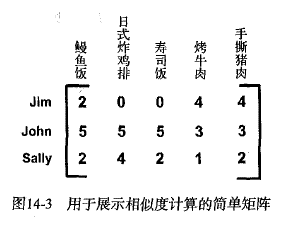 鳗鱼饭
日式炸鸡排
寿司饭
烤牛肉
手撕猪肉
Jim 2 0 0 4 4
John 5 5 5 3 3
Sally 2 4 2 1 2
图14-3 用于展示相似度计算的简单矩阵